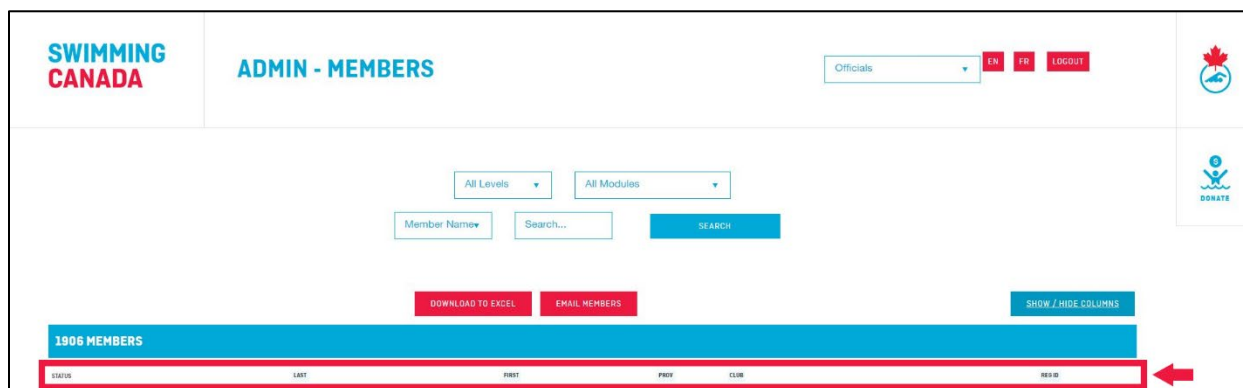 SWIMMING
CANADA
ADMIN - MEMBERS
Officials
EN FR LOGOUT
All Levels All Modules
Member Name Search... SEARCH
DONATE
DOWNLOAD TO EXCEL EMAIL MEMBERS SHOW / HIDE COLUMNS
1906 MEMBERS
STATUS LAST FIRST PROV CLUB REG ID